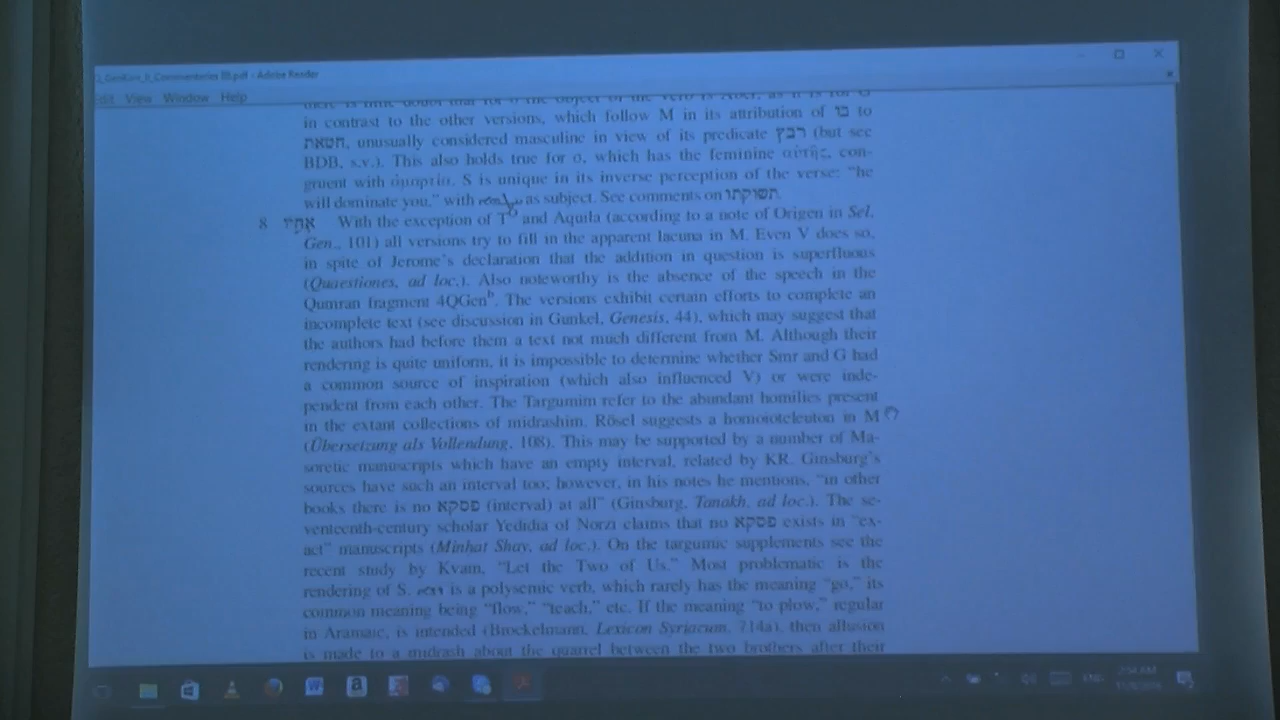 - Adobe Reader
Edit View Window Help
in contrast to the other versions, which follow M in its attribution of בו to
חטאת, unusually considered masculine in view of its predicate רבץ (but see
BDB, s.v.). This also holds true for σ, which has the feminine αὐτῆς, con-
gruent with ἁμαρτία. S is unique in its inverse perception of the verse: "he
will dominate you," with as subject. See comments on תשוקתו.
8 אחיו With the exception of T and Aquila (according to a note of Origen in Sel.
Gen., 101) all versions try to fill in the apparent lacuna in M. Even V does so,
in spite of Jerome's declaration that the addition in question is superfluous
(Quaestiones, ad loc.). Also noteworthy is the absence of the speech in the
Qumran fragment 4QGenᵇ. The versions exhibit certain efforts to complete an
incomplete text (see discussion in Gunkel, Genesis, 44), which may suggest that
the authors had before them a text not much different from M. Although their
rendering is quite uniform, it is impossible to determine whether Smr and G had
a common source of inspiration (which also influenced V) or were inde-
pendent from each other. The Targumim refer to the abundant homilies present
in the extant collections of midrashim. Rösel suggests a homoioteleuton in M
(Übersetzung als Vollendung, 108). This may be supported by a number of Ma-
soretic manuscripts which have an empty interval, related by KR. Ginsburg's
sources have such an interval too; however, in his notes he mentions, "in other
books there is no פסקא (interval) at all" (Ginsburg, Tanakh, ad loc.). The se-
venteenth-century scholar Yedidia of Norzi claims that no פסקא exists in "ex-
act" manuscripts (Minhat Shay, ad loc.). On the targumic supplements see the
recent study by Kvam, "Let the Two of Us." Most problematic is the
rendering of S. is a polysemic verb, which rarely has the meaning "go," its
common meaning being "flow," "teach," etc. If the meaning "to plow," regular
in Aramaic, is intended (Brockelmann, Lexicon Syriacum, 214a), then allusion
is made to a midrash about the quarrel between the two brothers after their